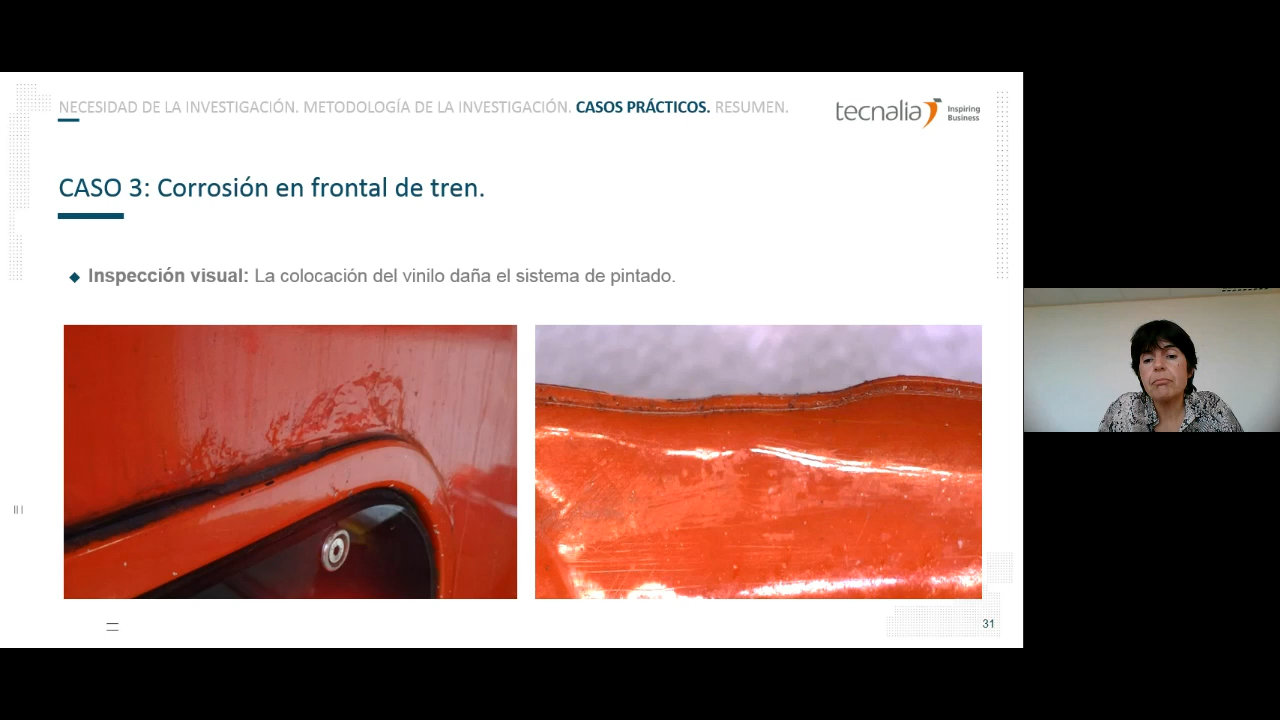 NECESIDAD DE LA INVESTIGACIÓN. METODOLOGÍA DE LA INVESTIGACIÓN. CASOS PRÁCTICOS. RESUMEN.
tecnalia Inspiring Business
CASO 3: Corrosión en frontal de tren.
Inspección visual: La colocación del vinilo daña el sistema de pintado.
31